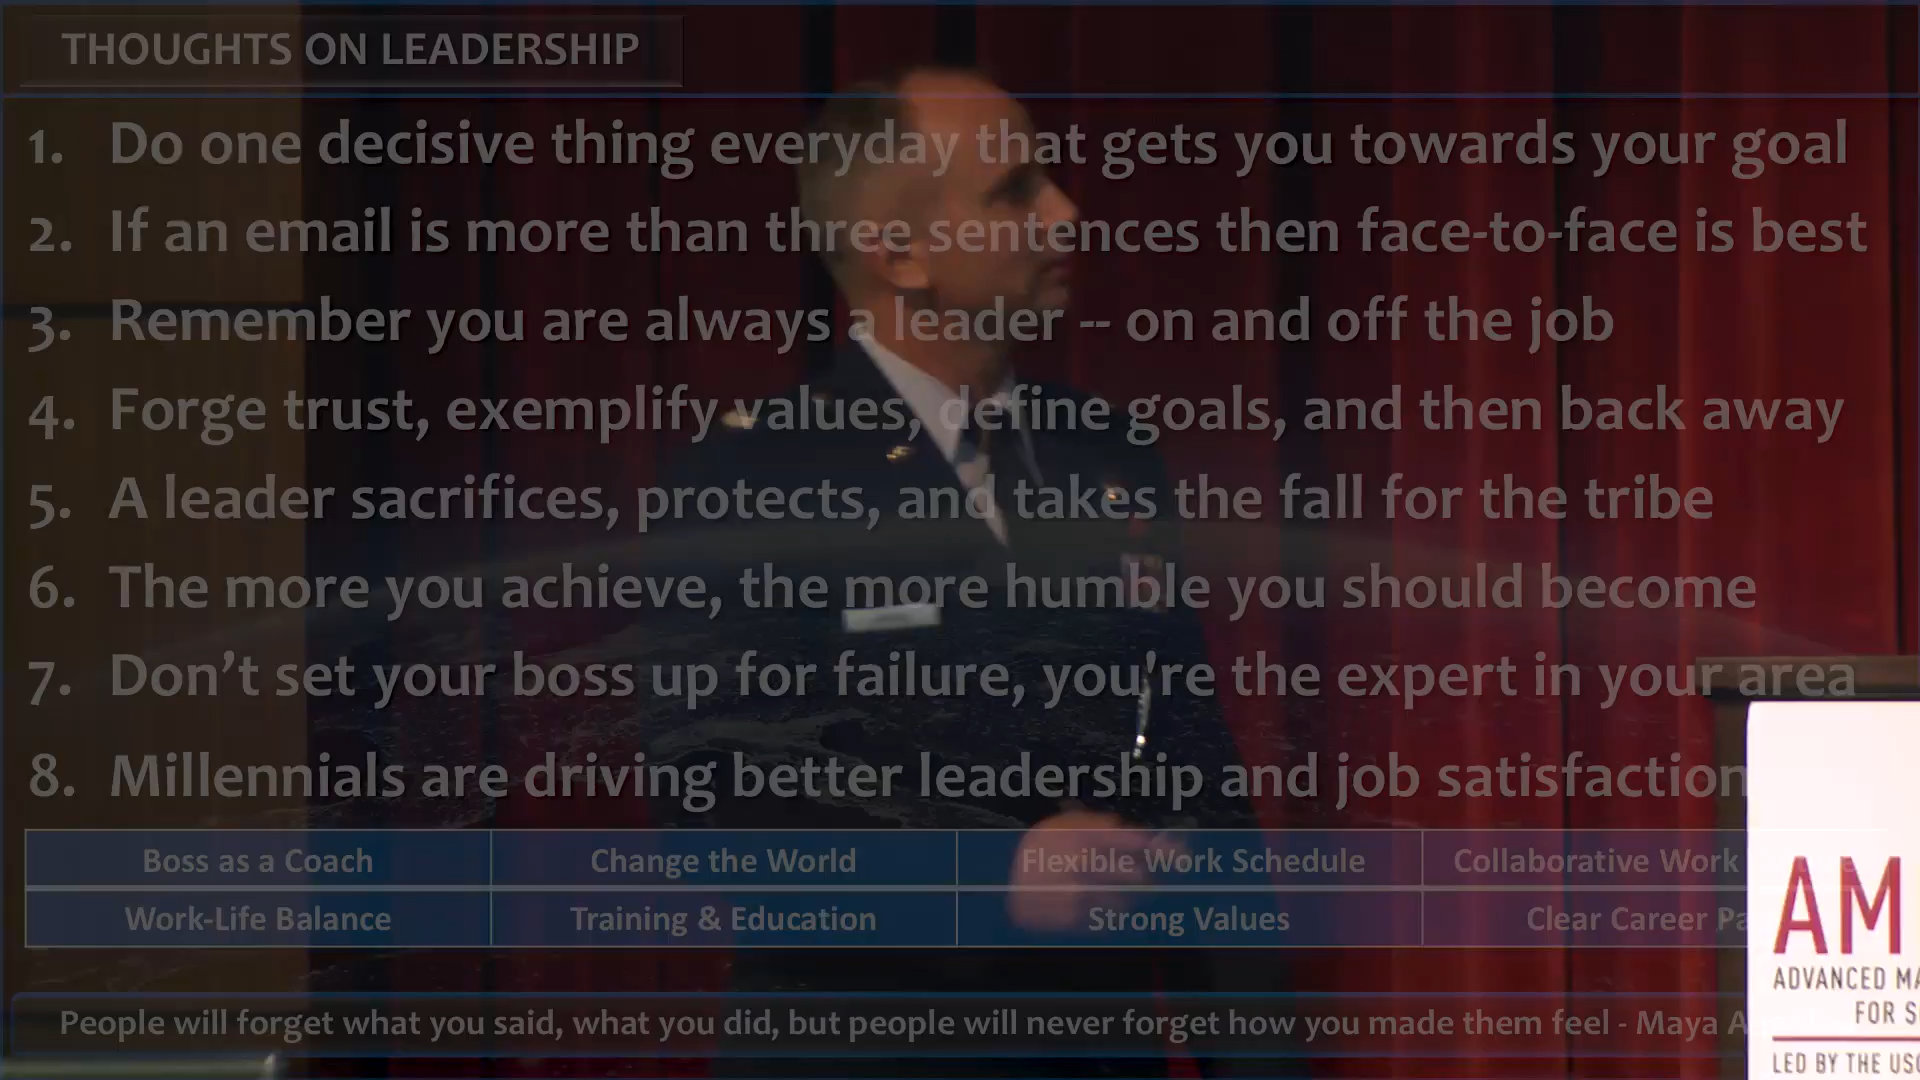 THOUGHTS ON LEADERSHIP
1. Do one decisive thing everyday that gets you towards your goal
2. If an email is more than three sentences then face-to-face is best
3. Remember you are always a leader -- on and off the job
4. Forge trust, exemplify values, define goals, and then back away
5. A leader sacrifices, protects, and takes the fall for the tribe
6. The more you achieve, the more humble you should become
7. Don't set your boss up for failure, you're the expert in your area
8. Millennials are driving better leadership and job satisfaction
Boss as a Coach Change the World Flexible Work Schedule Collaborative Work
Work-Life Balance Training & Education Strong Values Clear Career
People will forget what you said, what you did, but people will never forget how you made them feel - Maya
AM
ADVANCED MA
FOR S
LED BY THE USC